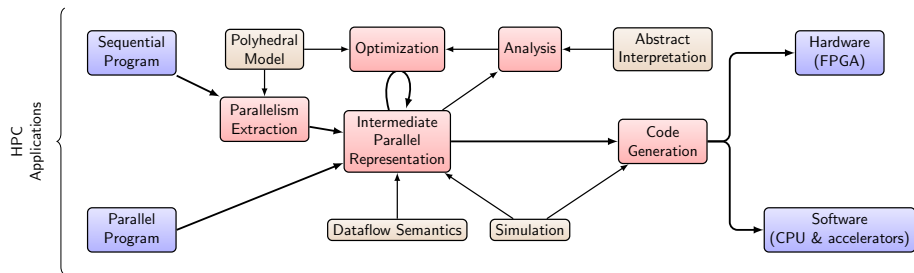 HPC
Applications
Sequential
Program
Polyhedral
Model
Optimization
Analysis
Abstract
Interpretation
Hardware
(FPGA)
Parallelism
Extraction
Intermediate
Parallel
Representation
Code
Generation
Parallel
Program
Dataflow Semantics
Simulation
Software
(CPU & accelerators)